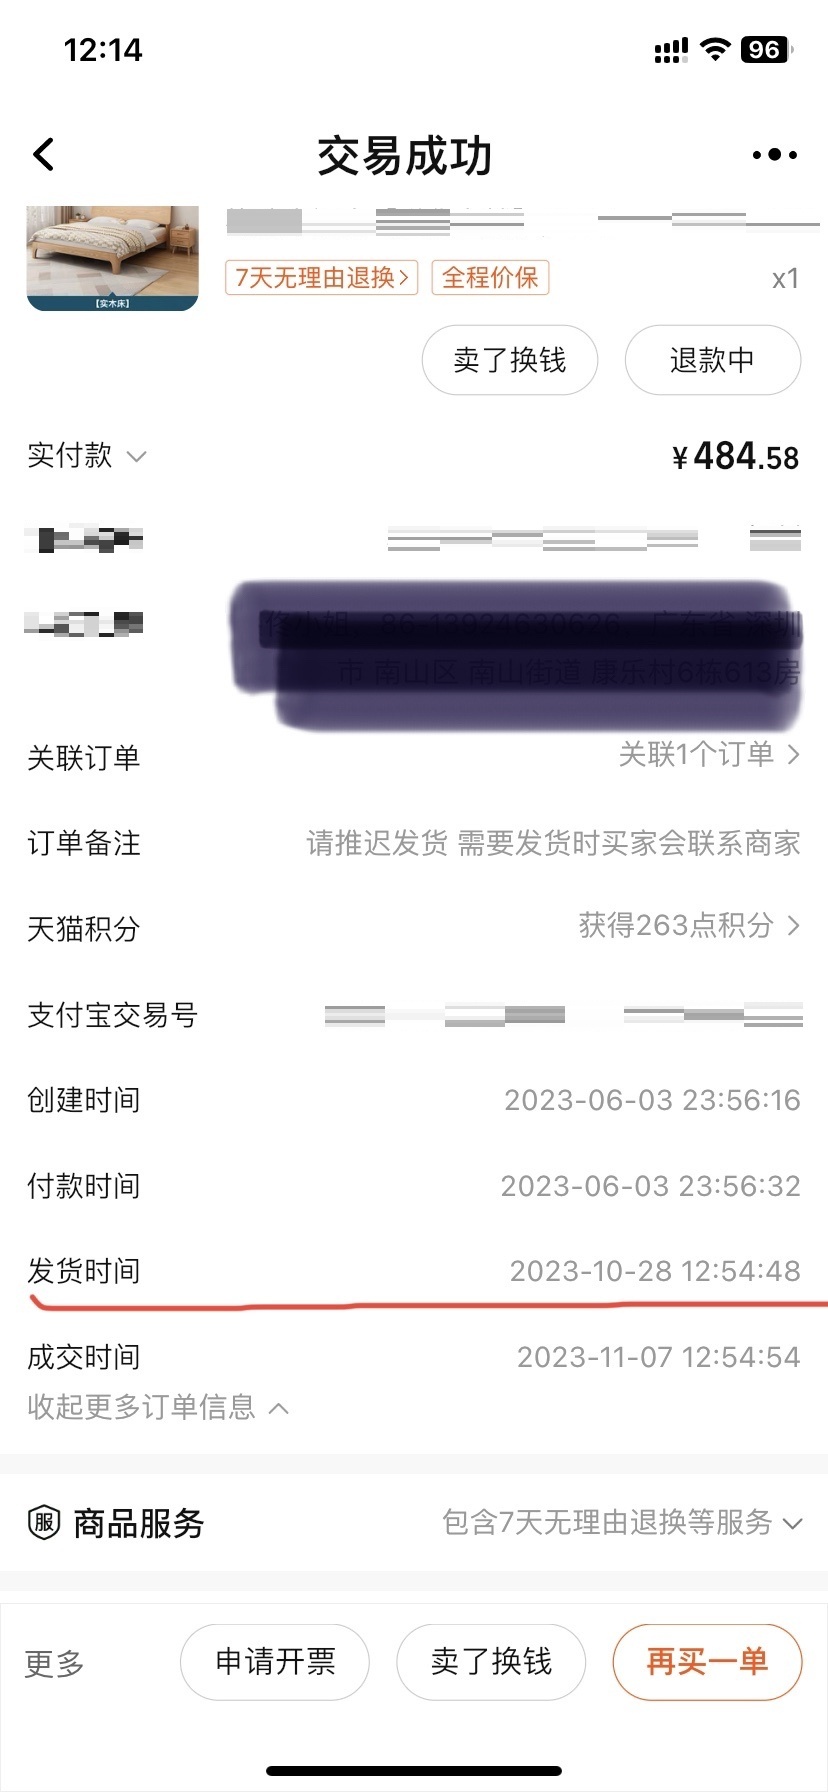 12:14
96
交易成功
【实木床】
7天无理由退换
全程价保
x1
卖了换钱
退款中
实付款
¥484.58
关联订单
关联1个订单
订单备注
请推迟发货 需要发货时买家会联系商家
天猫积分
获得263点积分
支付宝交易号
创建时间
2023-06-03 23:56:16
付款时间
2023-06-03 23:56:32
发货时间
2023-10-28 12:54:48
成交时间
2023-11-07 12:54:54
收起更多订单信息
服 商品服务
包含7天无理由退换等服务
更多
申请开票
卖了换钱
再买一单